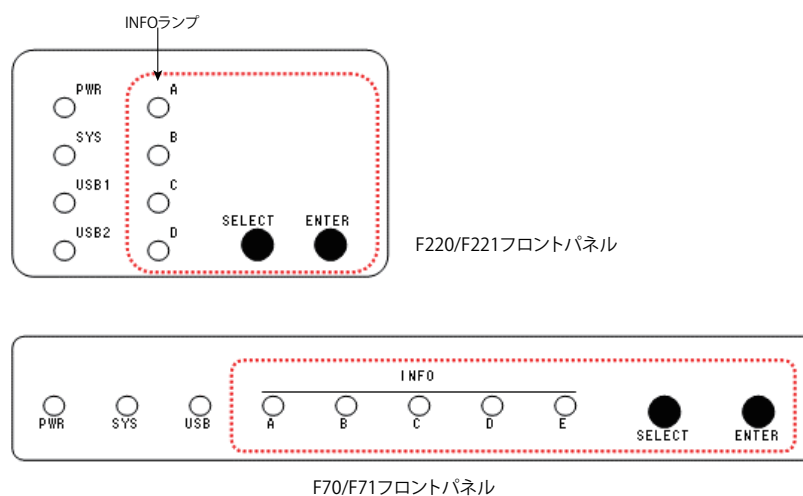 INFOランプ
PWR A
SYS B
USB1 C
USB2 D SELECT ENTER
F220/F221フロントパネル
INFO
PWR SYS USB A B C D E SELECT ENTER
F70/F71フロントパネル